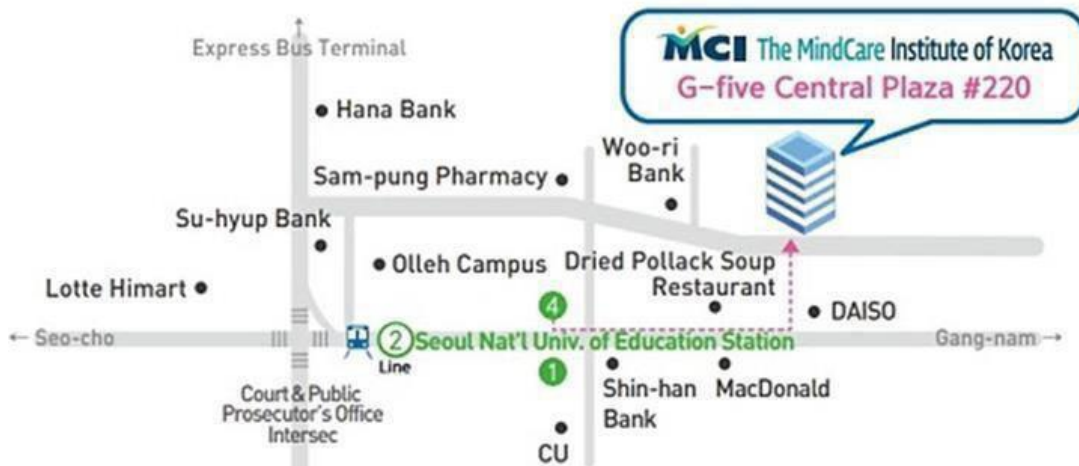 Express Bus Terminal
MCI The MindCare Institute of Korea
G-five Central Plaza #220
Hana Bank
Woo-ri
Bank
Sam-pung Pharmacy
Su-hyup Bank
Olleh Campus
Dried Pollack Soup
Restaurant
Lotte Himart
DAISO
4
← Seo-cho
2 Seoul Nat'l Univ. of Education Station
Line
Gang-nam →
1
Shin-han
Bank
MacDonald
Court & Public
Prosecutor's Office
Intersec
CU